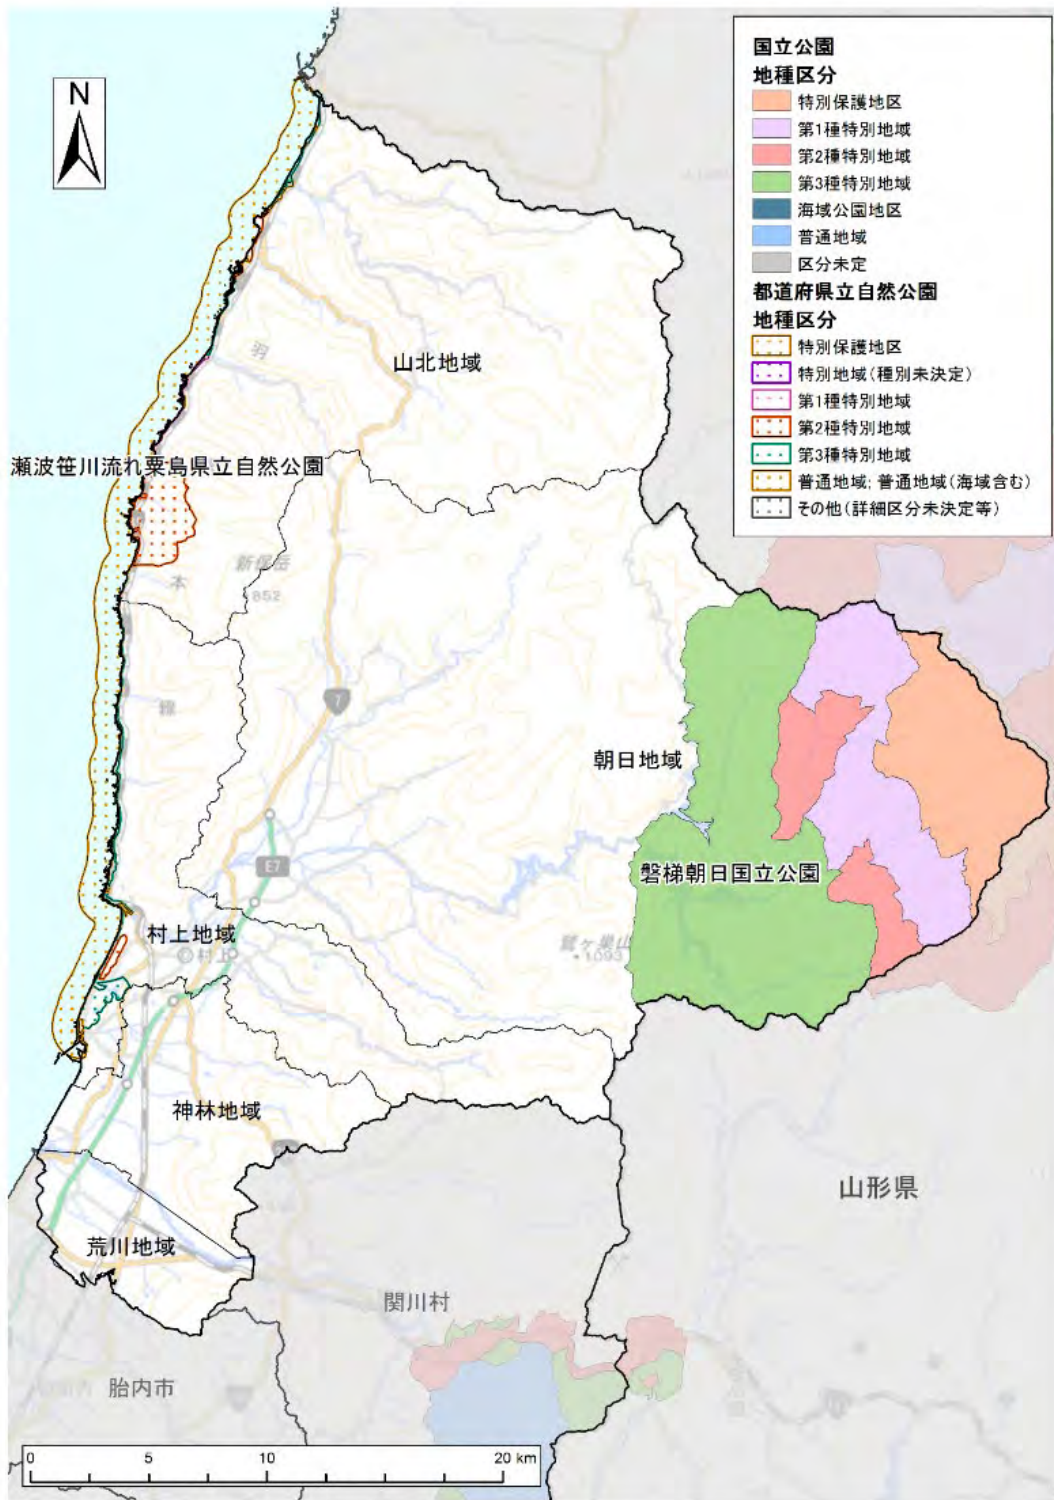 N
国立公園
地種区分
特別保護地区
第1種特別地域
第2種特別地域
第3種特別地域
海域公園地区
普通地域
区分未定
都道府県立自然公園
地種区分
特別保護地区
特別地域(種別未決定)
第1種特別地域
第2種特別地域
第3種特別地域
普通地域; 普通地域(海域含む)
その他(詳細区分未決定等)
羽
山北地域
瀬波笹川流れ粟島県立自然公園
新保岳
852
本
線
7
朝日地域
E7
磐梯朝日国立公園
村上地域
村上
鷲ヶ巣山
1093
神林地域
山形県
荒川地域
関川村
胎内市
0 5 10 20 km